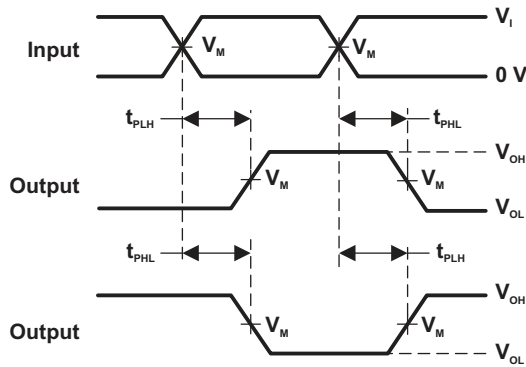 V_I
Input
V_M
V_M
0 V
t_PLH
t_PHL
V_OH
Output
V_M
V_M
V_OL
t_PHL
t_PLH
V_OH
Output
V_M
V_M
V_OL